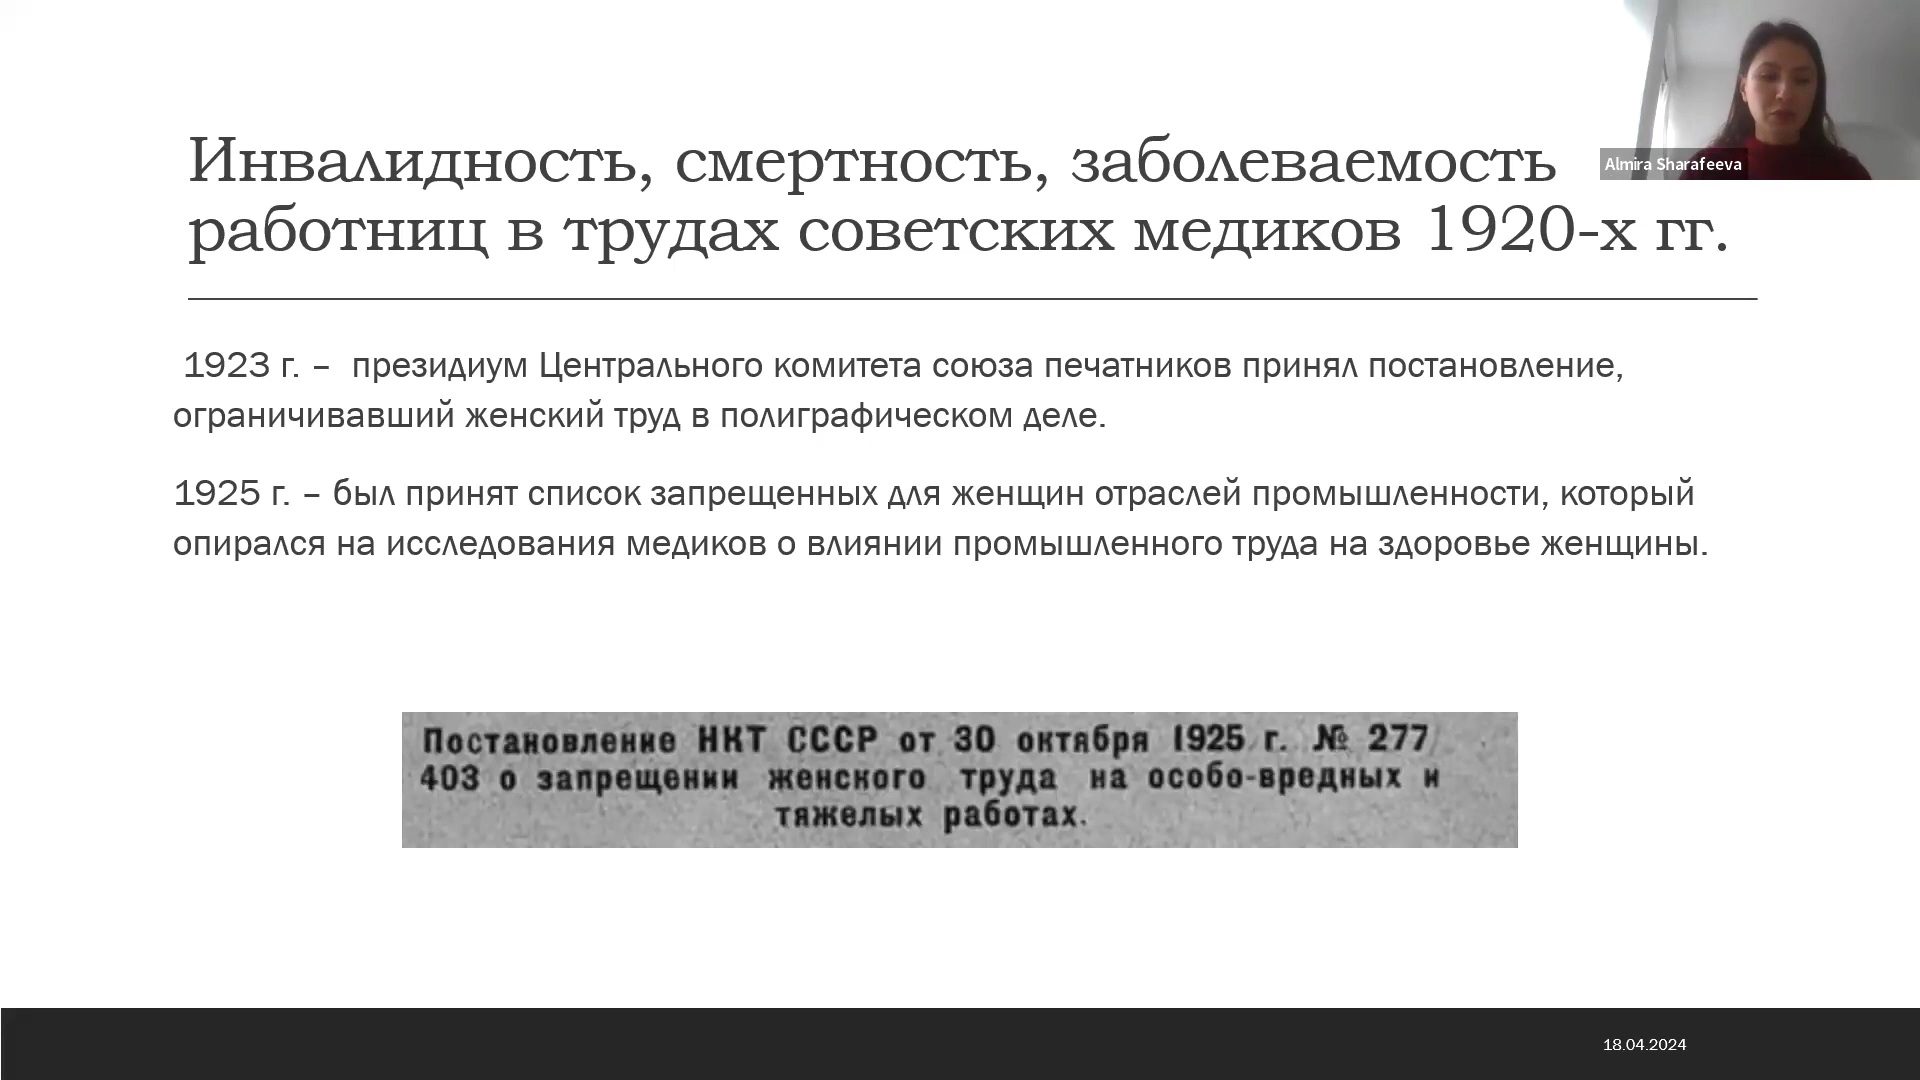 Almira Sharafeeva
Инвалидность, смертность, заболеваемость
работниц в трудах советских медиков 1920-х гг.
1923 г. – президиум Центрального комитета союза печатников принял постановление,
ограничивавший женский труд в полиграфическом деле.
1925 г. – был принят список запрещенных для женщин отраслей промышленности, который
опирался на исследования медиков о влиянии промышленного труда на здоровье женщины.
Постановление НКТ СССР от 30 октября 1925 г. № 277/
403 о запрещении женского труда на особо-вредных и
тяжелых работах.
18.04.2024